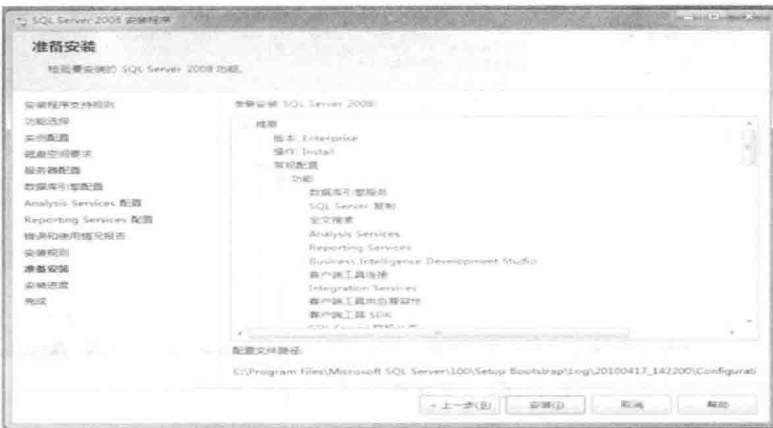 SQL Server 2008 安装程序
准备安装
检验要安装的 SQL Server 2008 功能。
安装程序支持规则
功能选择
实例配置
磁盘空间要求
服务器配置
数据库引擎配置
Analysis Services 配置
Reporting Services 配置
错误和使用情况报告
安装规则
准备安装
安装进度
完成
准备安装 SQL Server 2008:
摘要
版本: Enterprise
操作: Install
常规配置
功能
数据库引擎服务
SQL Server 复制
全文搜索
Analysis Services
Reporting Services
Business Intelligence Development Studio
客户端工具连接
Integration Services
客户端工具向后兼容性
客户端工具 SDK
SQL Server 联机丛书
配置文件路径:
C:\Program Files\Microsoft SQL Server\100\Setup Bootstrap\Log\20100417_142200\Configurati
< 上一步(B)
安装(I)
取消
帮助